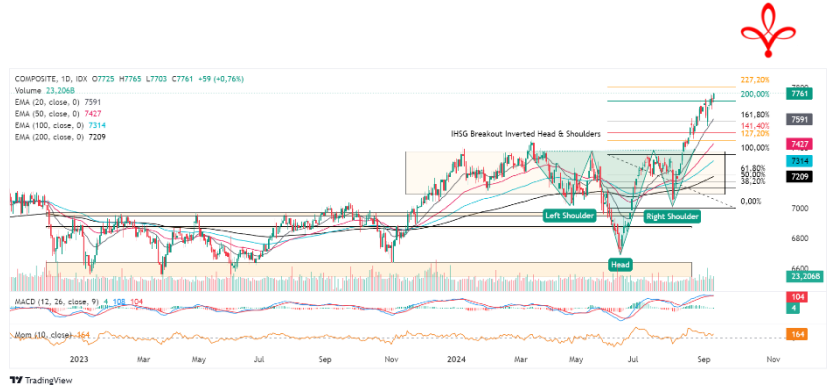 COMPOSITE, 1D, IDX O7725 H7765 L7703 C7761 +59 (+0,76%)
Volume 23,206B
EMA (20, close, 0) 7591
EMA (50, close, 0) 7427
EMA (100, close, 0) 7314
EMA (200, close, 0) 7209
IHSG Breakout Inverted Head & Shoulders
Left Shoulder
Head
Right Shoulder
227,20%
200,00%
161,80%
141,40%
127,20%
100,00%
61,80%
50,00%
38,20%
0,00%
7761
7591
7427
7314
7209
7000
6800
6600
23,206B
MACD (12, 26, close, 9) 4 108 104
104
4
Mom (10, close) 164
164
2023 Mar May Jul Sep Nov 2024 Mar May Jul Sep Nov
TradingView